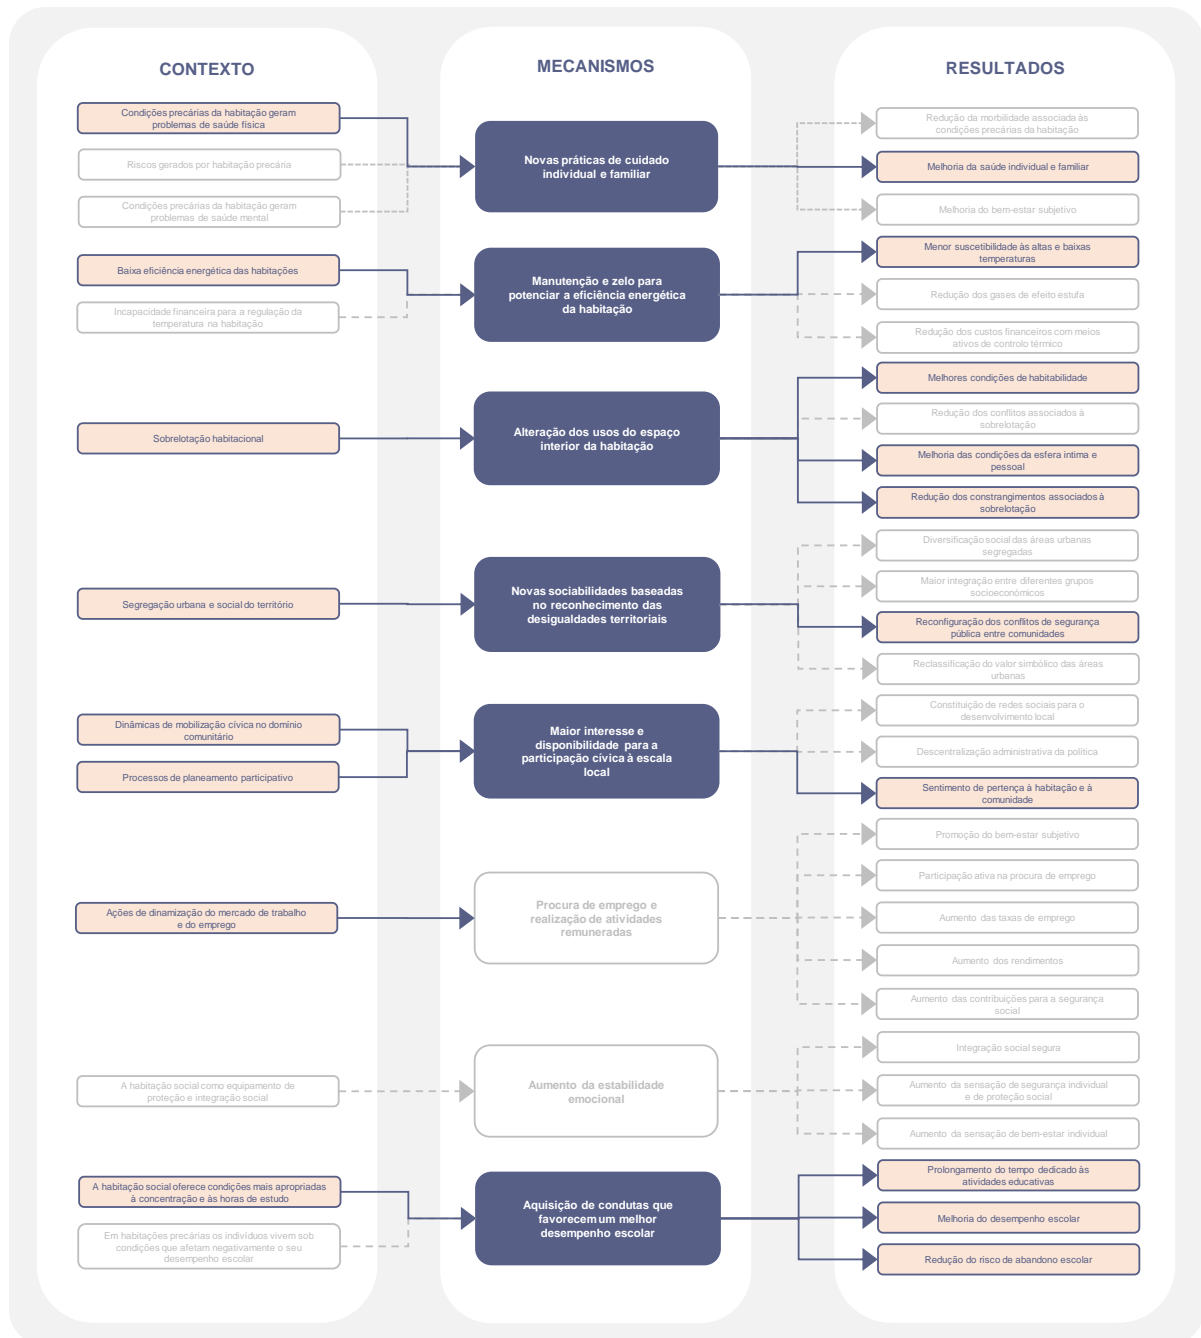 CONTEXTO
Condições precárias da habitação geram
problemas de saúde física
Riscos gerados por habitação precária
Condições precárias da habitação geram
problemas de saúde mental
Baixa eficiência energética das habitações
Incapacidade financeira para a regulação da
temperatura na habitação
Sobrelotação habitacional
Segregação urbana e social do território
Dinâmicas de mobilização cívica no domínio
comunitário
Processos de planeamento participativo
Ações de dinamização do mercado de trabalho
e do emprego
A habitação social como equipamento de
proteção e integração social
A habitação social oferece condições mais apropriadas
à concentração e às horas de estudo
Em habitações precárias os indivíduos vivem sob
condições que afetam negativamente o seu
desempenho escolar
MECANISMOS
Novas práticas de cuidado
individual e familiar
Manutenção e zelo para
potenciar a eficiência energética
da habitação
Alteração dos usos do espaço
interior da habitação
Novas sociabilidades baseadas
no reconhecimento das
desigualdades territoriais
Maior interesse e
disponibilidade para a
participação cívica à escala
local
Procura de emprego e
realização de atividades
remuneradas
Aumento da estabilidade
emocional
Aquisição de condutas que
favorecem um melhor
desempenho escolar
RESULTADOS
Redução da morbilidade associada às
condições precárias da habitação
Melhoria da saúde individual e familiar
Melhoria do bem-estar subjetivo
Menor suscetibilidade às altas e baixas
temperaturas
Redução dos gases de efeito estufa
Redução dos custos financeiros com meios
ativos de controlo térmico
Melhores condições de habitabilidade
Redução dos conflitos associados à
sobrelotação
Melhoria das condições da esfera intima e
pessoal
Redução dos constrangimentos associados à
sobrelotação
Diversificação social das áreas urbanas
segregadas
Maior integração entre diferentes grupos
socioeconómicos
Reconfiguração dos conflitos de segurança
pública entre comunidades
Reclassificação do valor simbólico das áreas
urbanas
Constituição de redes sociais para o
desenvolvimento local
Descentralização administrativa da política
Sentimento de pertença à habitação e à
comunidade
Promoção do bem-estar subjetivo
Participação ativa na procura de emprego
Aumento das taxas de emprego
Aumento dos rendimentos
Aumento das contribuições para a segurança
social
Integração social segura
Aumento da sensação de segurança individual
e de proteção social
Aumento da sensação de bem-estar individual
Prolongamento do tempo dedicado às
atividades educativas
Melhoria do desempenho escolar
Redução do risco de abandono escolar